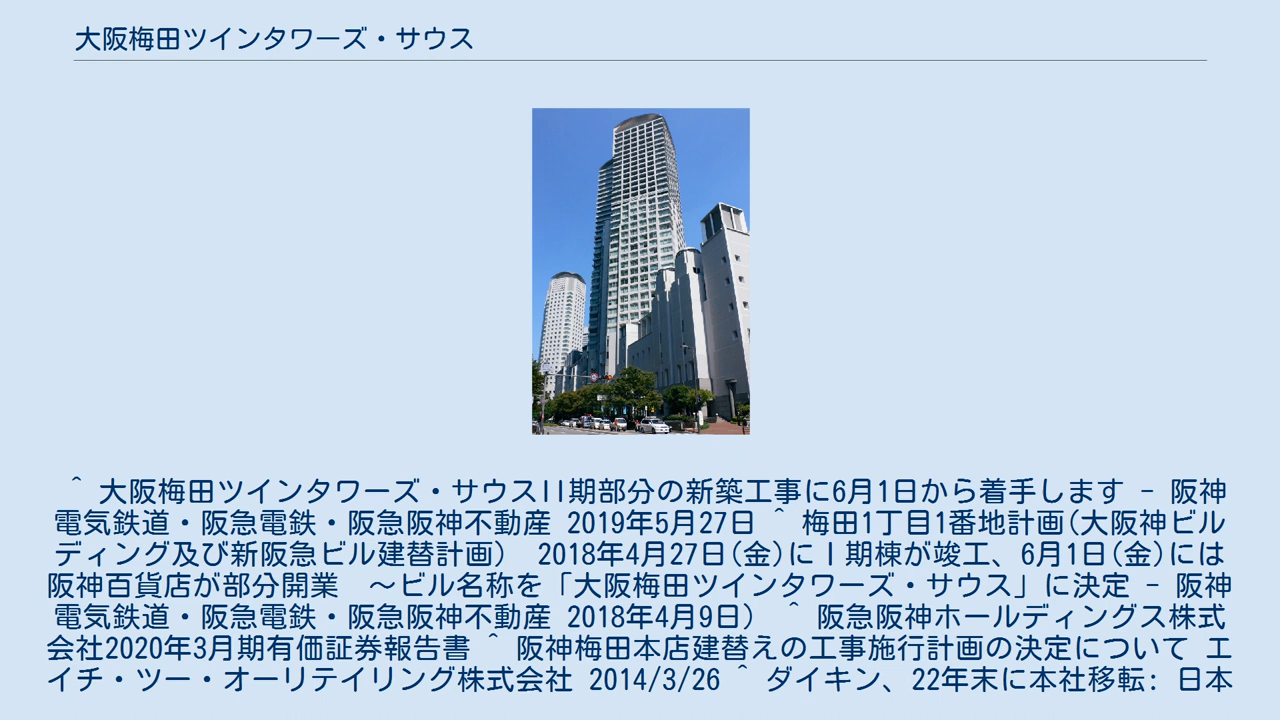 大阪梅田ツインタワーズ・サウス
^ 大阪梅田ツインタワーズ・サウスII期部分の新築工事に6月1日から着手します - 阪神
電気鉄道・阪急電鉄・阪急阪神不動産 2019年5月27日 ^ 梅田1丁目1番地計画(大阪神ビル
ディング及び新阪急ビル建替計画) 2018年4月27日(金)にⅠ期棟が竣工、6月1日(金)には
阪神百貨店が部分開業　～ビル名称を「大阪梅田ツインタワーズ・サウス」に決定 - 阪神
電気鉄道・阪急電鉄・阪急阪神不動産 2018年4月9日) ^ 阪急阪神ホールディングス株式
会社2020年3月期有価証券報告書 ^ 阪神梅田本店建替えの工事施行計画の決定について エ
イチ・ツー・オーリテイリング株式会社 2014/3/26 ^ ダイキン、22年末に本社移転: 日本